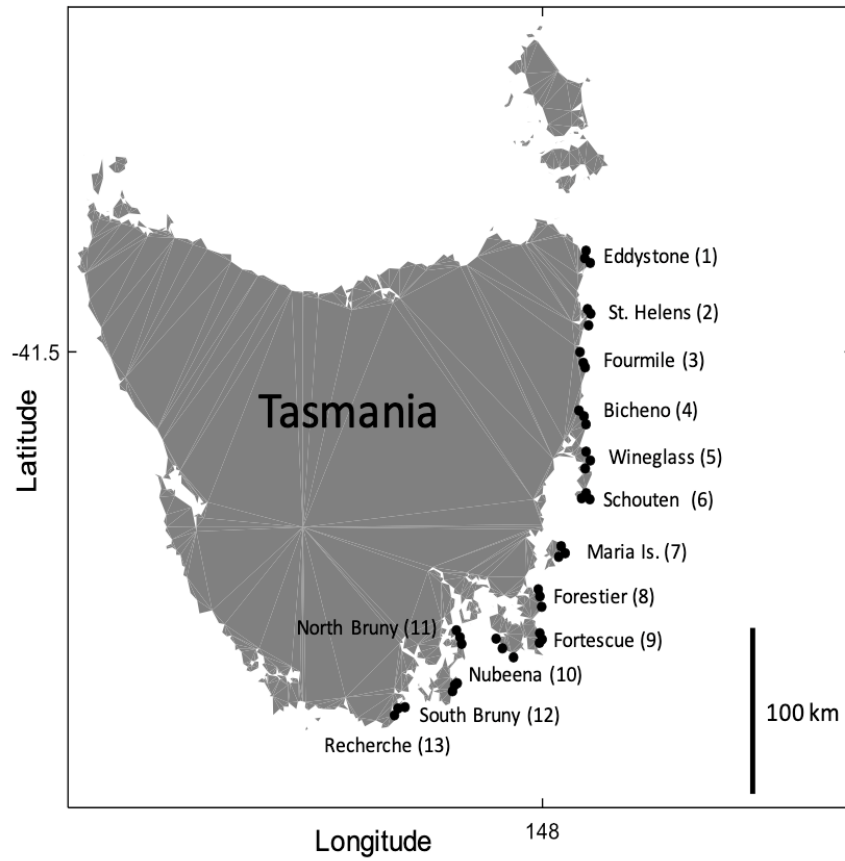 Eddystone (1)
St. Helens (2)
-41.5
Fourmile (3)
Tasmania
Bicheno (4)
Latitude
Wineglass (5)
Schouten (6)
Maria Is. (7)
Forestier (8)
North Bruny (11)
Fortescue (9)
Nubeena (10)
South Bruny (12)
100 km
Recherche (13)
148
Longitude